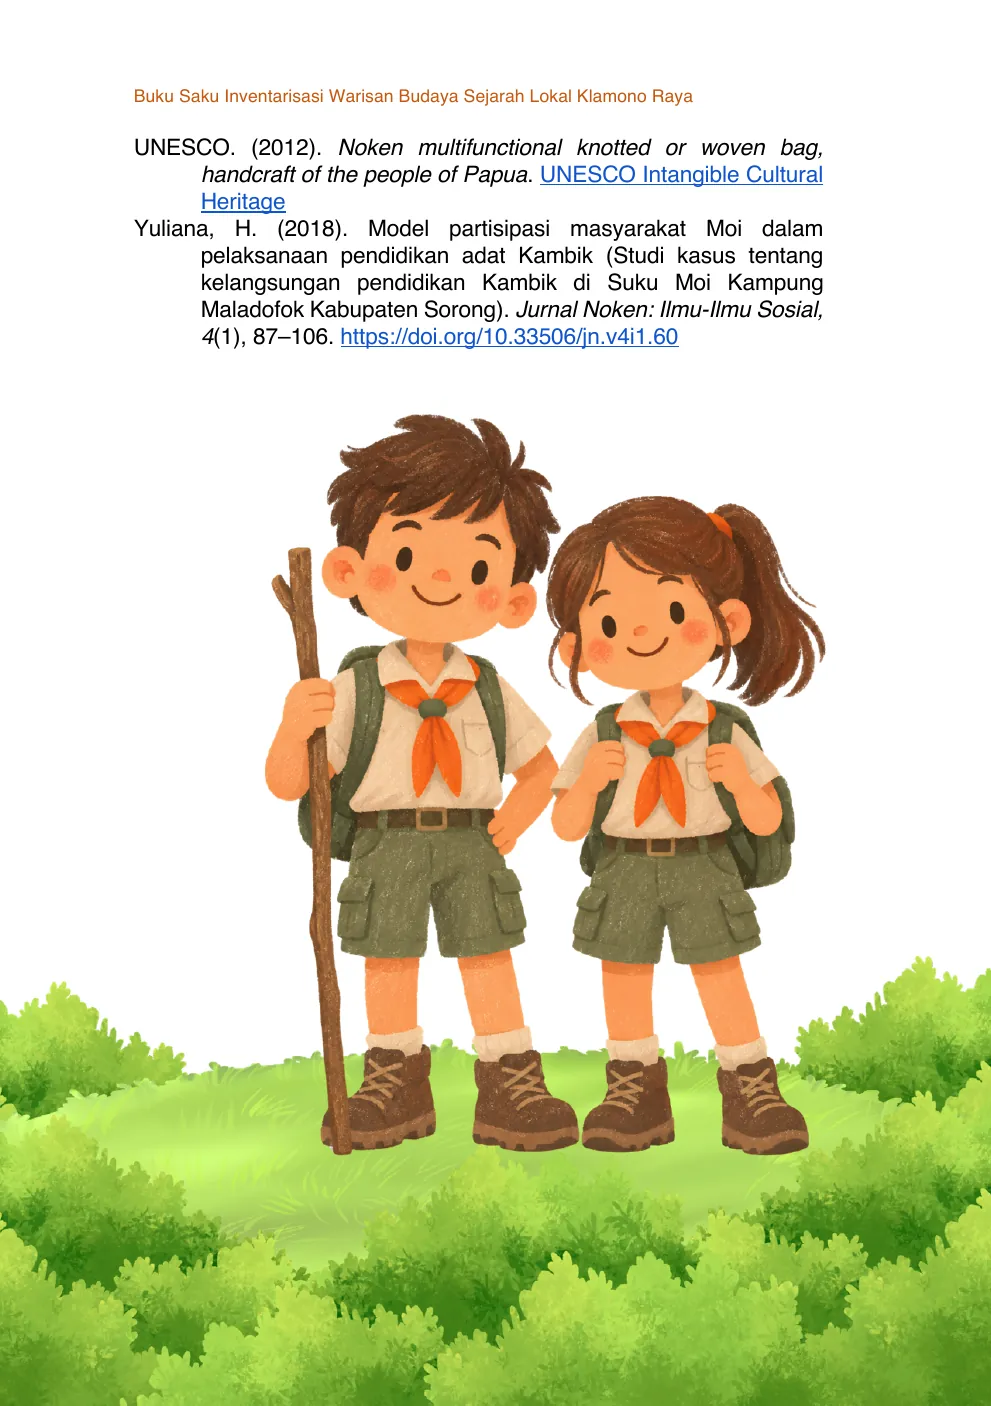 Buku Saku Inventarisasi Warisan Budaya Sejarah Lokal Klamono Raya
UNESCO. (2012). Noken multifunctional knotted or woven bag,
handcraft of the people of Papua. UNESCO Intangible Cultural
Heritage
Yuliana, H. (2018). Model partisipasi masyarakat Moi dalam
pelaksanaan pendidikan adat Kambik (Studi kasus tentang
kelangsungan pendidikan Kambik di Suku Moi Kampung
Maladofok Kabupaten Sorong). Jurnal Noken: Ilmu-Ilmu Sosial,
4(1), 87–106. https://doi.org/10.33506/jn.v4i1.60